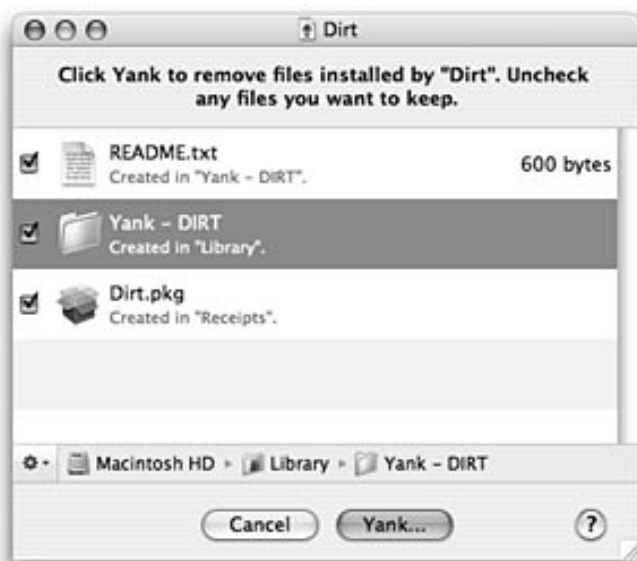 Dirt
Click Yank to remove files installed by "Dirt". Uncheck
any files you want to keep.
README.txt
Created in "Yank - DIRT".
600 bytes
Yank - DIRT
Created in "Library".
Dirt.pkg
Created in "Receipts".
Macintosh HD ▸ Library ▸ Yank - DIRT
Cancel
Yank...
?